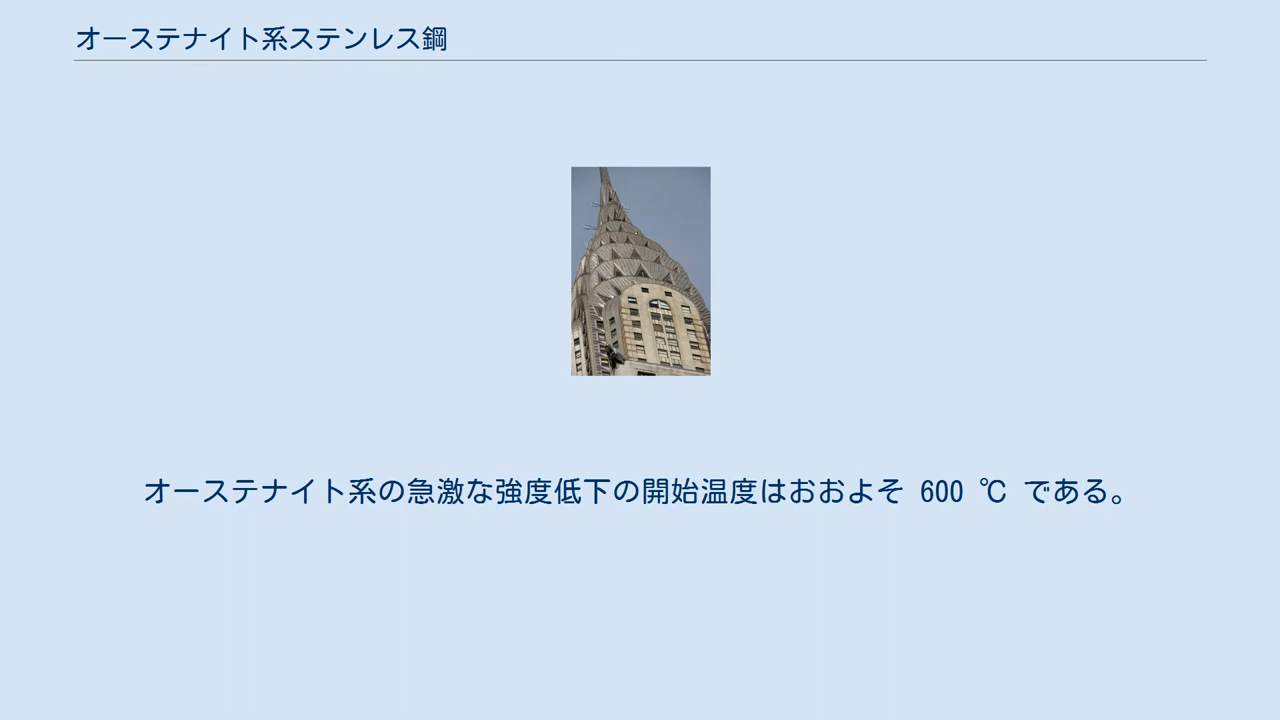 オーステナイト系ステンレス鋼
オーステナイト系の急激な強度低下の開始温度はおおよそ 600 ℃ である。